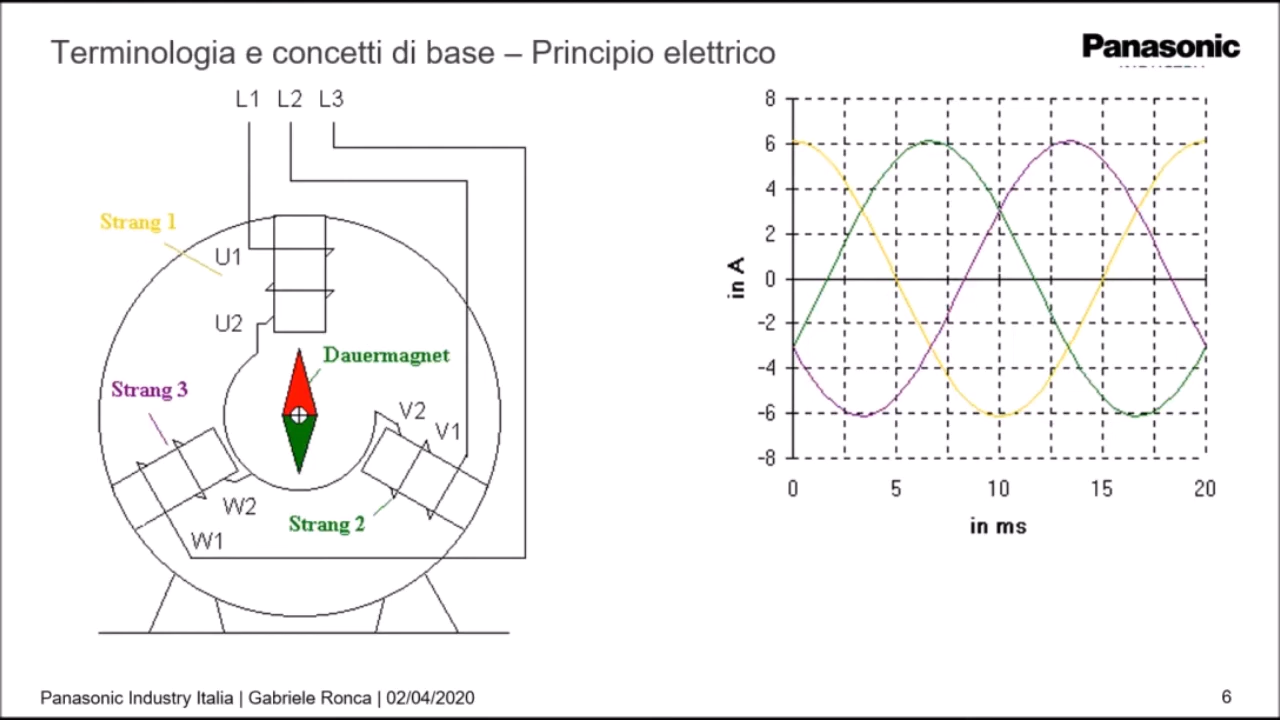 Terminologia e concetti di base – Principio elettrico
Panasonic
L1 L2 L3
Strang 1
U1
U2
Dauermagnet
Strang 3
V2
V1
W2
Strang 2
W1
8
6
4
2
0
-2
-4
-6
-8
in A
0 5 10 15 20
in ms
Panasonic Industry Italia | Gabriele Ronca | 02/04/2020
6